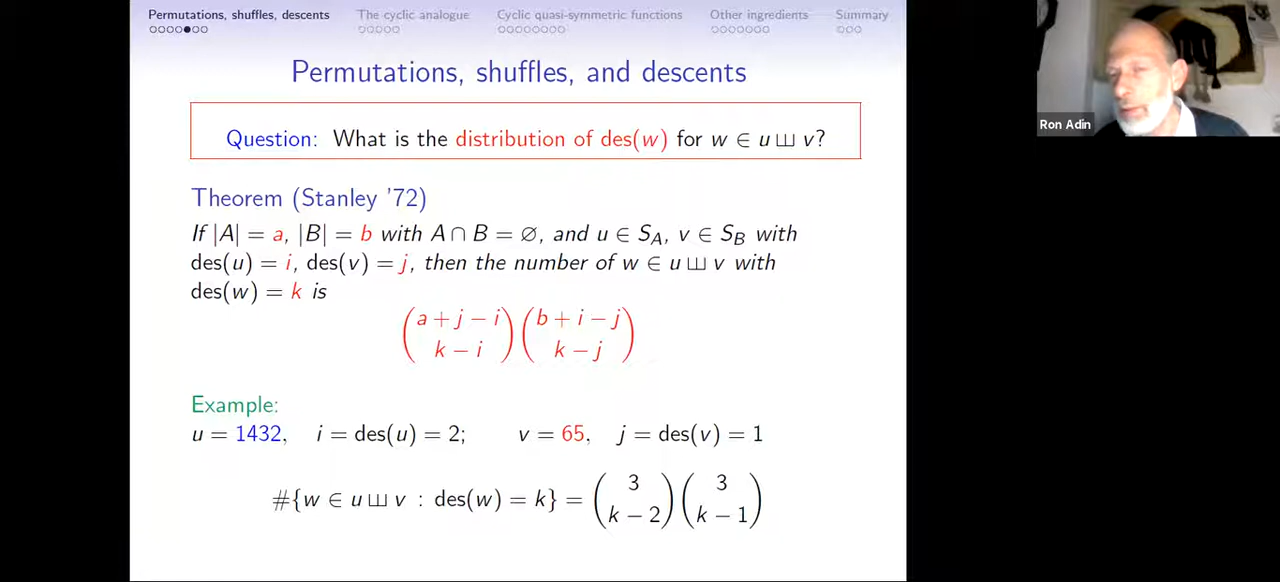 Permutations, shuffles, descents
The cyclic analogue
Cyclic quasi-symmetric functions
Other ingredients
Summary
Permutations, shuffles, and descents
Question: What is the distribution of des(w) for w ∈ u ⧢ v?
Theorem (Stanley '72)
If |A| = a, |B| = b with A ∩ B = ∅, and u ∈ S_A, v ∈ S_B with
des(u) = i, des(v) = j, then the number of w ∈ u ⧢ v with
des(w) = k is
(a + j − i choose k − i)(b + i − j choose k − j)
Example:
u = 1432, i = des(u) = 2; v = 65, j = des(v) = 1
#{w ∈ u ⧢ v : des(w) = k} = (3 choose k − 2)(3 choose k − 1)
Ron Adin